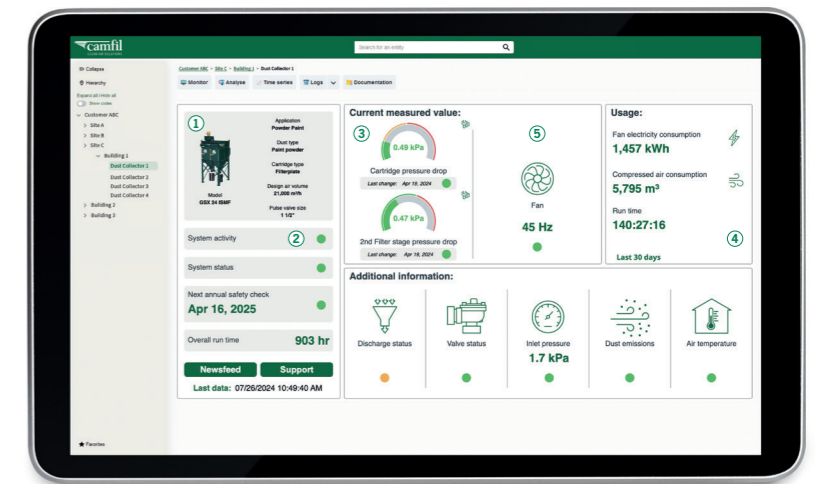 camfil
CLEAN AIR SOLUTIONS
Search for an entity
Collapse
Hierarchy
Expand all | Hide all
Show codes
Customer ABC
Site A
Site B
Site C
Building 1
Dust Collector 1
Dust Collector 2
Dust Collector 3
Dust Collector 4
Building 2
Building 3
Favorites
Customer ABC > Site C > Building 1 > Dust Collector 1
Monitor
Analyse
Time series
Logs
Documentation
1
Application
Powder Paint
Dust type
Paint powder
Cartridge type
Filterplate
Design air volume
21,000 m³/h
Pulse valve size
1 1/2"
Model
GSX 24 ISMF
System activity
2
System status
Next annual safety check
Apr 16, 2025
Overall run time
903 hr
Newsfeed
Support
Last data: 07/26/2024 10:49:40 AM
Current measured value:
3
0.49 kPa
Cartridge pressure drop
Last change: Apr 19, 2024
0.47 kPa
2nd Filter stage pressure drop
Last change: Apr 19, 2024
5
Fan
45 Hz
Usage:
Fan electricity consumption
1,457 kWh
Compressed air consumption
5,795 m³
Run time
140:27:16
4
Last 30 days
Additional information:
Discharge status
Valve status
Inlet pressure
1.7 kPa
Dust emissions
Air temperature